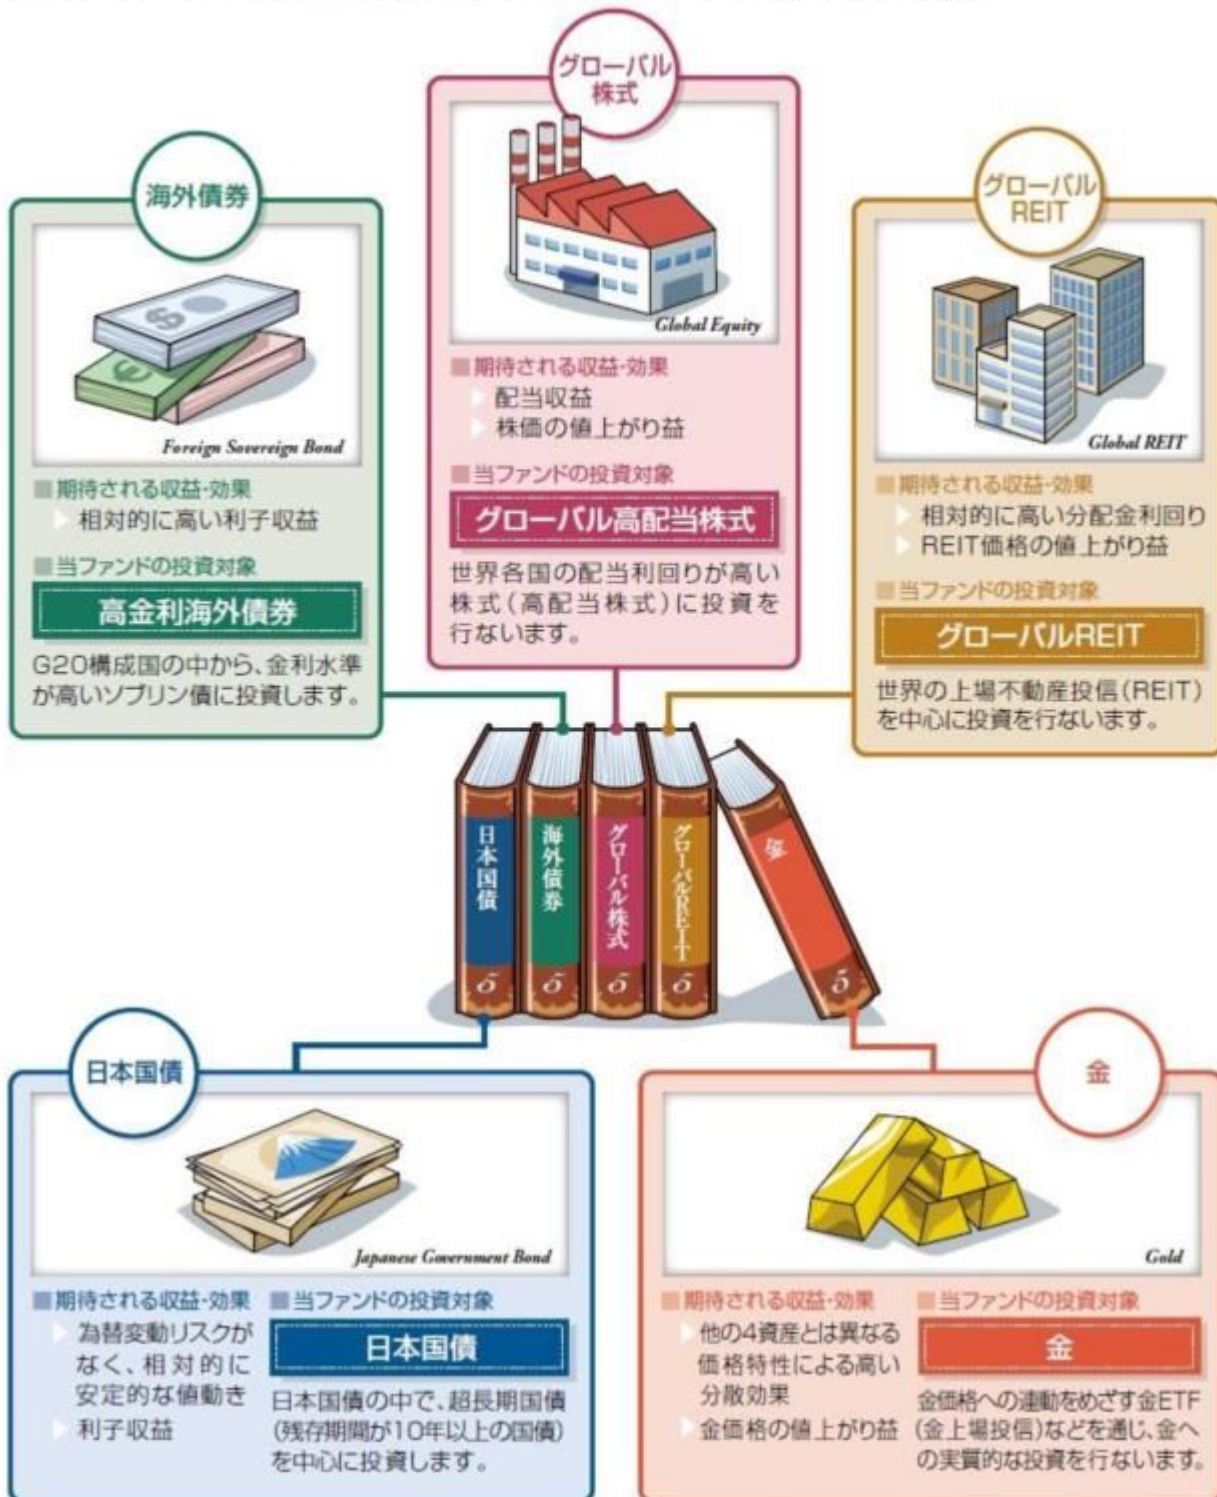 グローバル
株式
Global Equity
■期待される収益・効果
配当収益
株価の値上がり益
■当ファンドの投資対象
グローバル高配当株式
世界各国の配当利回りが高い
株式(高配当株式)に投資を
行ないます。
海外債券
Foreign Sovereign Bond
■期待される収益・効果
相対的に高い利子収益
■当ファンドの投資対象
高金利海外債券
G20構成国の中から、金利水準
が高いソブリン債に投資します。
グローバル
REIT
Global REIT
■期待される収益・効果
相対的に高い分配金利回り
REIT価格の値上がり益
■当ファンドの投資対象
グローバルREIT
世界の上場不動産投信(REIT)
を中心に投資を行ないます。
日本国債
5
海外債券
5
グローバル株式
5
グローバルREIT
5
金
5
日本国債
Japanese Government Bond
■期待される収益・効果
為替変動リスクが
なく、相対的に
安定的な値動き
利子収益
■当ファンドの投資対象
日本国債
日本国債の中で、超長期国債
(残存期間が10年以上の国債)
を中心に投資します。
金
Gold
■期待される収益・効果
他の4資産とは異なる
価格特性による高い
分散効果
金価格の値上がり益
■当ファンドの投資対象
金
金価格への連動をめざす金ETF
(金上場投信)などを通じ、金へ
の実質的な投資を行ないます。